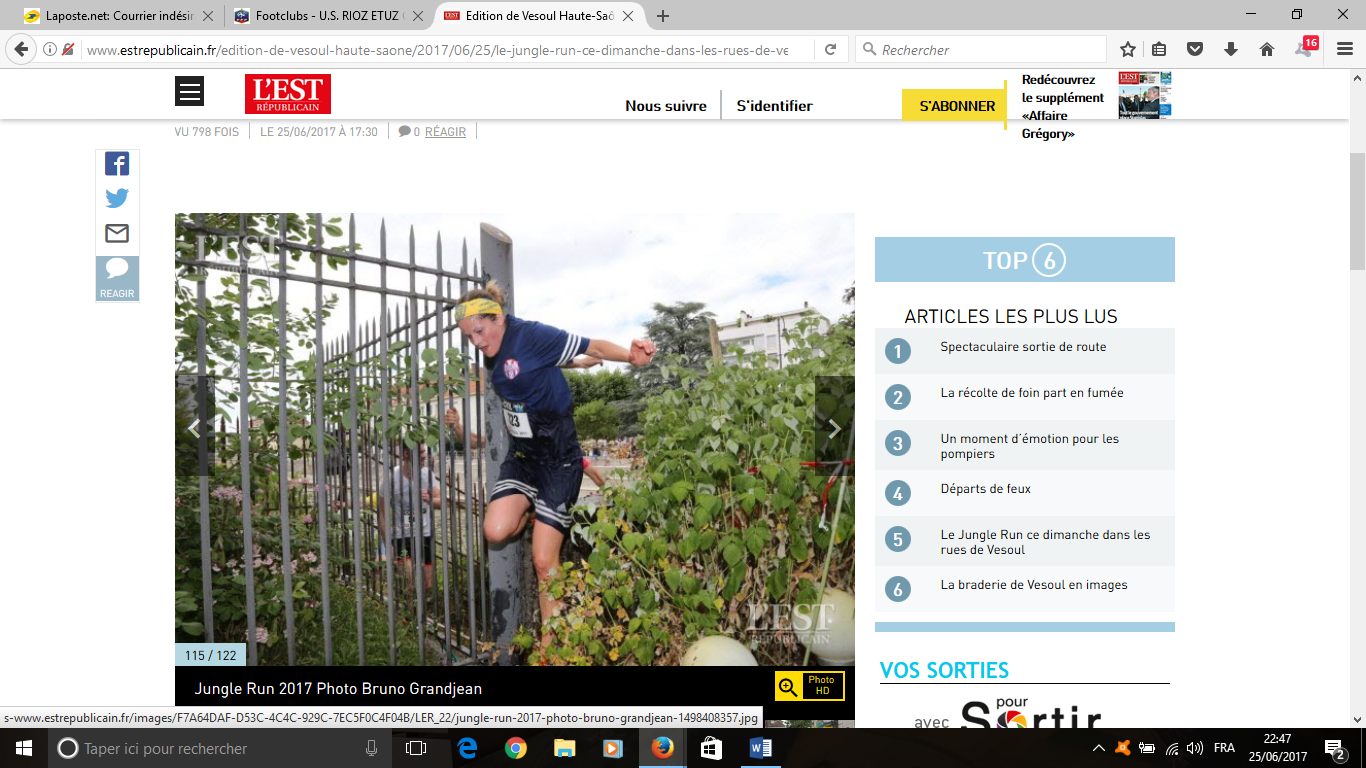 Laposte.net: Courrier indésir
Footclubs - U.S. RIOZ ETUZ
Edition de Vesoul Haute-Saô
www.estrepublicain.fr/edition-de-vesoul-haute-saone/2017/06/25/le-jungle-run-ce-dimanche-dans-les-rues-de-ve
Rechercher
16
L'EST
RÉPUBLICAIN
Nous suivre
S'identifier
S'ABONNER
Redécouvrez
le supplément
«Affaire
Grégory»
VU 798 FOIS
LE 25/06/2017 À 17:30
0 RÉAGIR
REAGIR
L'EST
RÉPUBLICAIN
L'EST
RÉPUBLICAIN
115 / 122
Jungle Run 2017 Photo Bruno Grandjean
Photo
HD
TOP 6
ARTICLES LES PLUS LUS
1 Spectaculaire sortie de route
2 La récolte de foin part en fumée
3 Un moment d'émotion pour les
pompiers
4 Départs de feux
5 Le Jungle Run ce dimanche dans les
rues de Vesoul
6 La braderie de Vesoul en images
VOS SORTIES
avec pour Sortir
s-www.estrepublicain.fr/images/F7A64DAF-D53C-4C4C-929C-7EC5F0C4F04B/LER_22/jungle-run-2017-photo-bruno-grandjean-1498408357.jpg
Taper ici pour rechercher
FRA
22:47
25/06/2017
2